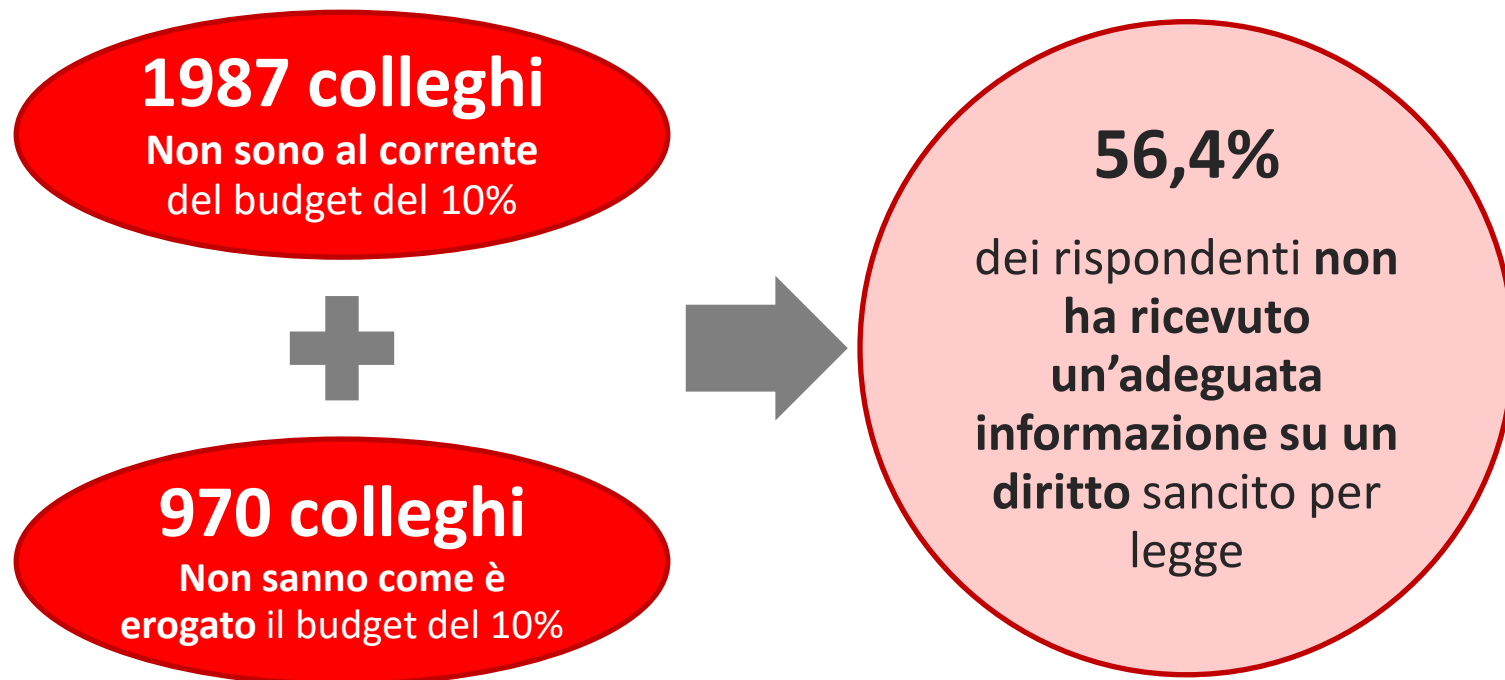 1987 colleghi
Non sono al corrente
del budget del 10%
970 colleghi
Non sanno come è
erogato il budget del 10%
56,4%
dei rispondenti non
ha ricevuto
un’adeguata
informazione su un
diritto sancito per
legge